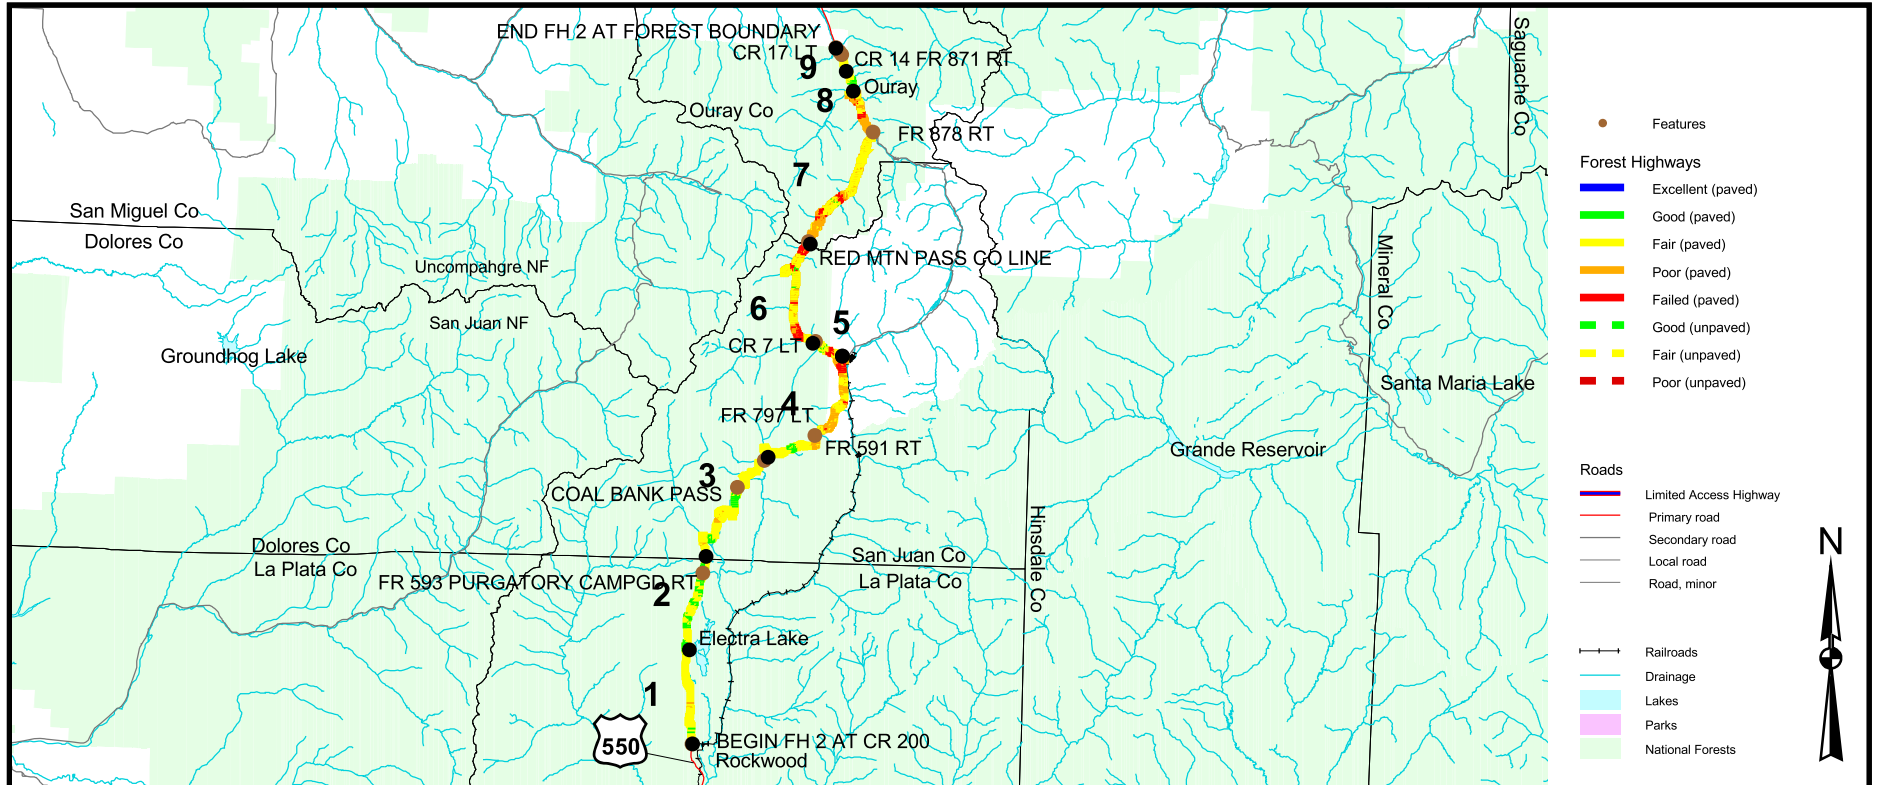 END FH 2 AT FOREST BOUNDARY
CR 17 LT
9
CR 14 FR 871 RT
Ouray
8
Ouray Co
FR 878 RT
7
Saguache Co
San Miguel Co
Dolores Co
Uncompahgre NF
San Juan NF
RED MTN PASS CO LINE
6
5
CR 7 LT
Groundhog Lake
Mineral Co
Santa Maria Lake
4
FR 797 LT
FR 591 RT
Grande Reservoir
3
COAL BANK PASS
Hinsdale Co
Dolores Co
La Plata Co
San Juan Co
La Plata Co
FR 593 PURGATORY CAMPGD RT
2
Electra Lake
1
550
BEGIN FH 2 AT CR 200
Rockwood
Features
Forest Highways
Excellent (paved)
Good (paved)
Fair (paved)
Poor (paved)
Failed (paved)
Good (unpaved)
Fair (unpaved)
Poor (unpaved)
Roads
Limited Access Highway
Primary road
Secondary road
Local road
Road, minor
Railroads
Drainage
Lakes
Parks
National Forests
N